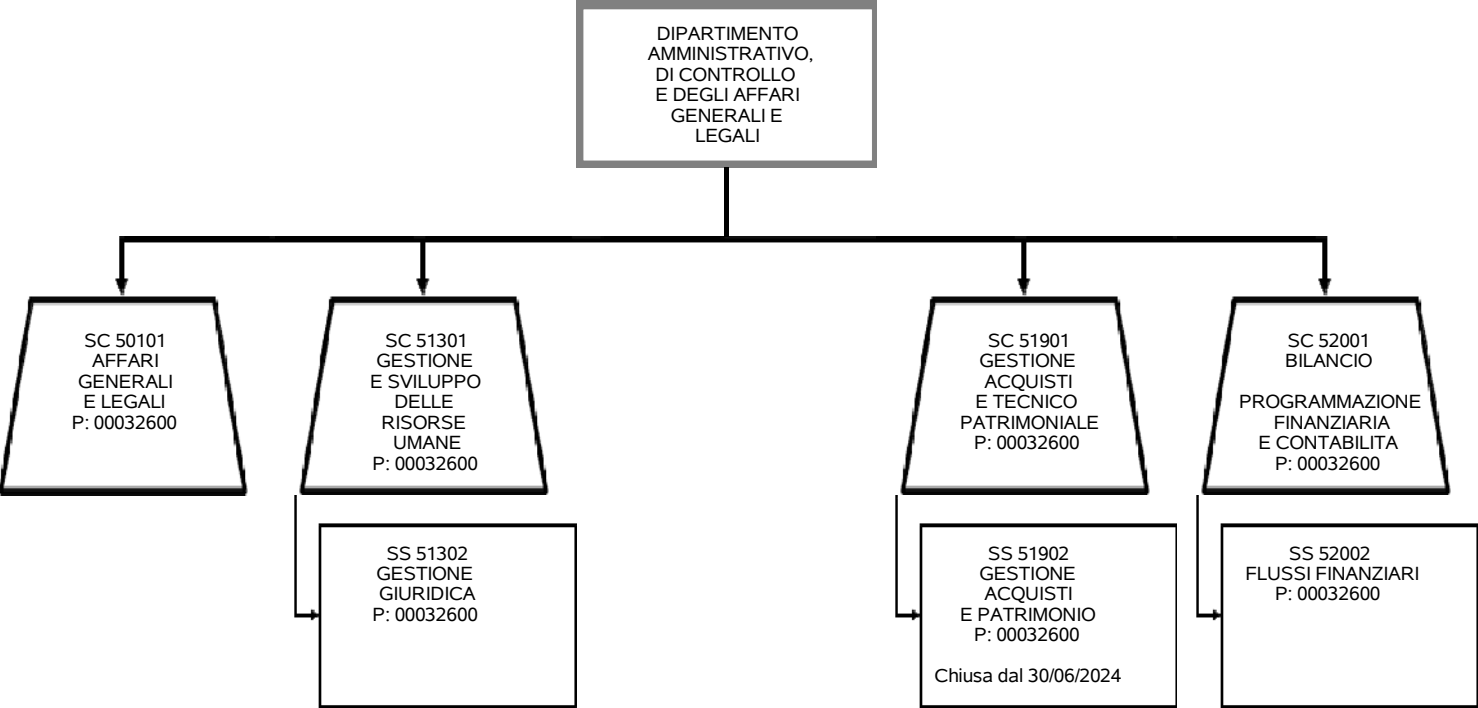 DIPARTIMENTO
AMMINISTRATIVO,
DI CONTROLLO
E DEGLI AFFARI
GENERALI E
LEGALI
SC 50101
AFFARI
GENERALI
E LEGALI
P: 00032600
SC 51301
GESTIONE
E SVILUPPO
DELLE
RISORSE
UMANE
P: 00032600
SC 51901
GESTIONE
ACQUISTI
E TECNICO
PATRIMONIALE
P: 00032600
SC 52001
BILANCIO
PROGRAMMAZIONE
FINANZIARIA
E CONTABILITA
P: 00032600
SS 51302
GESTIONE
GIURIDICA
P: 00032600
SS 51902
GESTIONE
ACQUISTI
E PATRIMONIO
P: 00032600
Chiusa dal 30/06/2024
SS 52002
FLUSSI FINANZIARI
P: 00032600